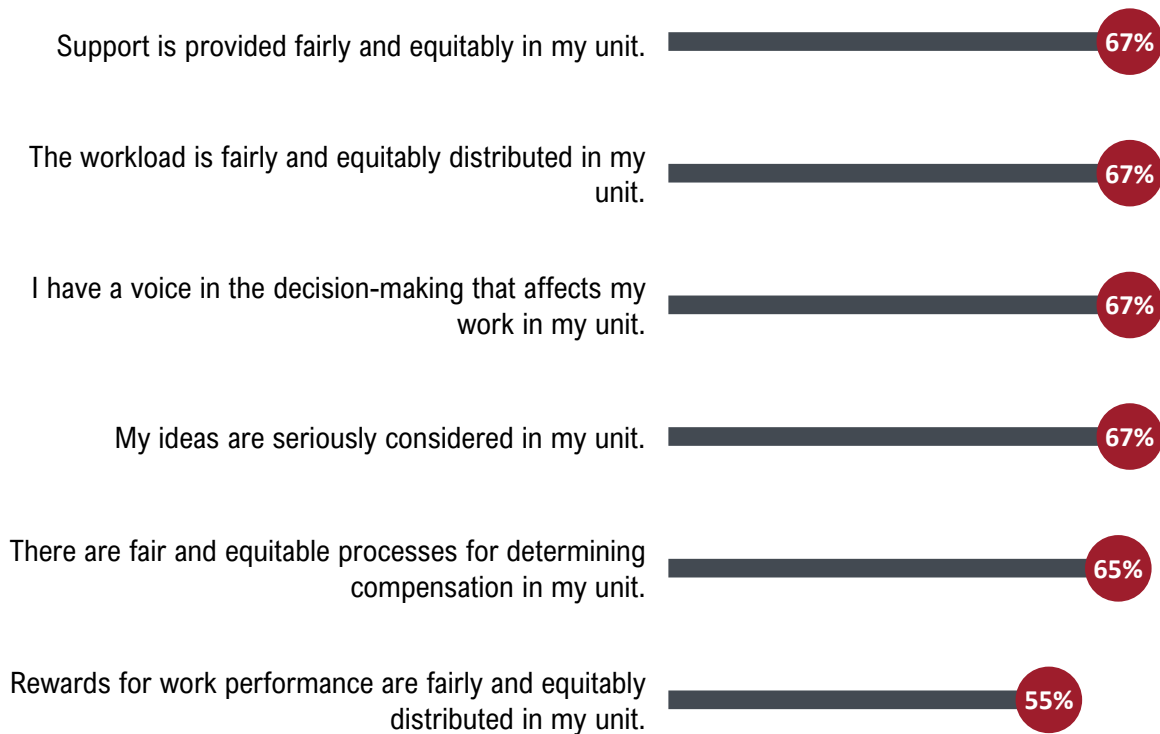 Support is provided fairly and equitably in my unit.
67%
The workload is fairly and equitably distributed in my
unit.
67%
I have a voice in the decision-making that affects my
work in my unit.
67%
My ideas are seriously considered in my unit.
67%
There are fair and equitable processes for determining
compensation in my unit.
65%
Rewards for work performance are fairly and equitably
distributed in my unit.
55%